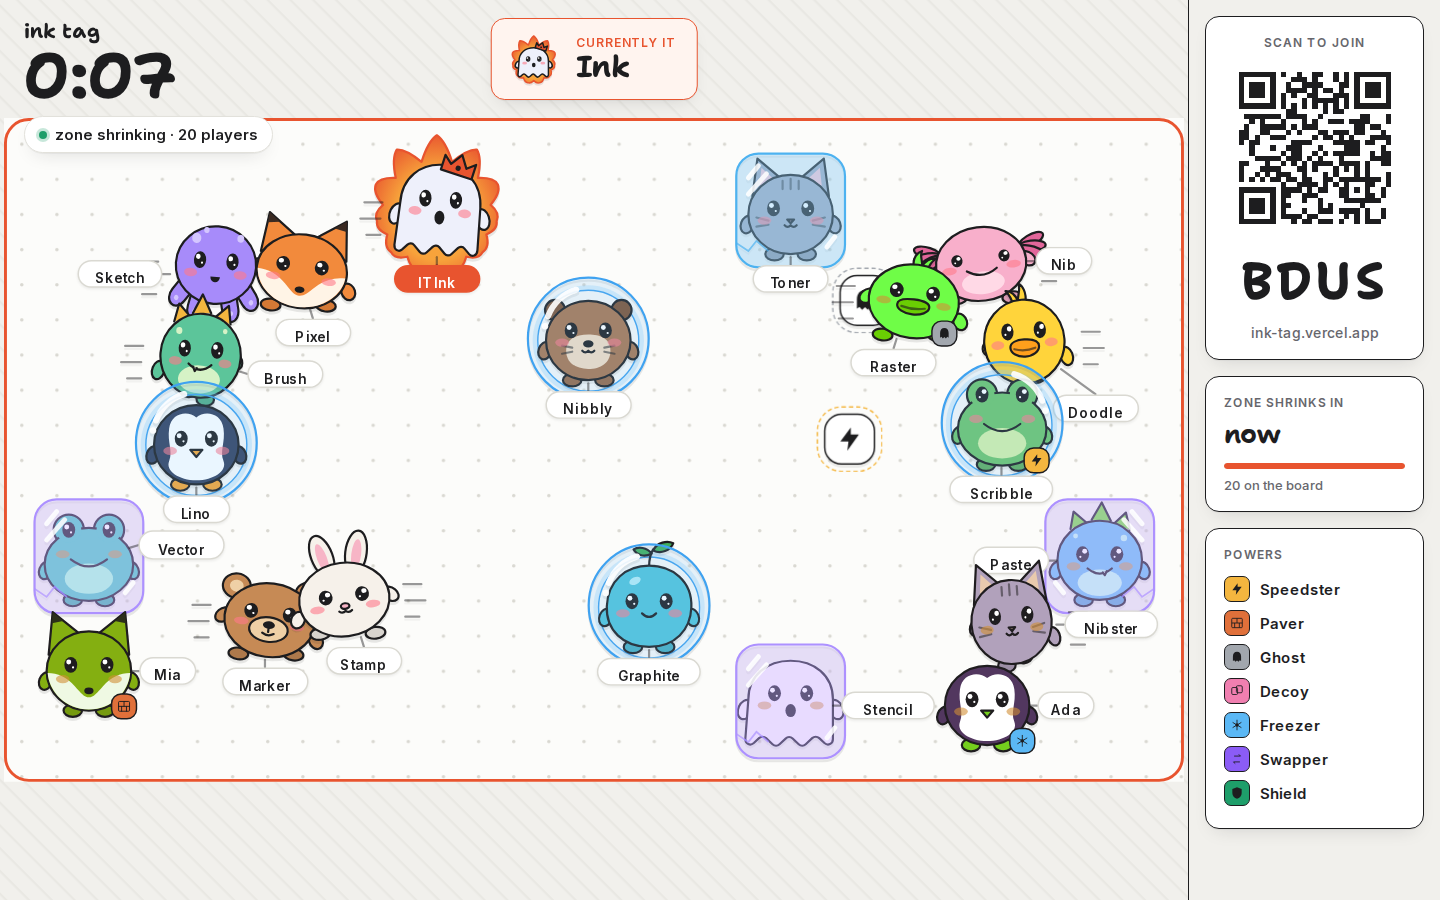 ink tag
0:07
CURRENTLY IT
Ink
zone shrinking · 20 players
IT Ink
Sketch
Pixel
Brush
Toner
Nib
Raster
Doodle
Nibbly
Scribble
Lino
Vector
Paste
Nibster
Mia
Marker
Stamp
Graphite
Stencil
Ada
SCAN TO JOIN
BDUS
ink-tag.vercel.app
ZONE SHRINKS IN
now
20 on the board
POWERS
Speedster
Paver
Ghost
Decoy
Freezer
Swapper
Shield